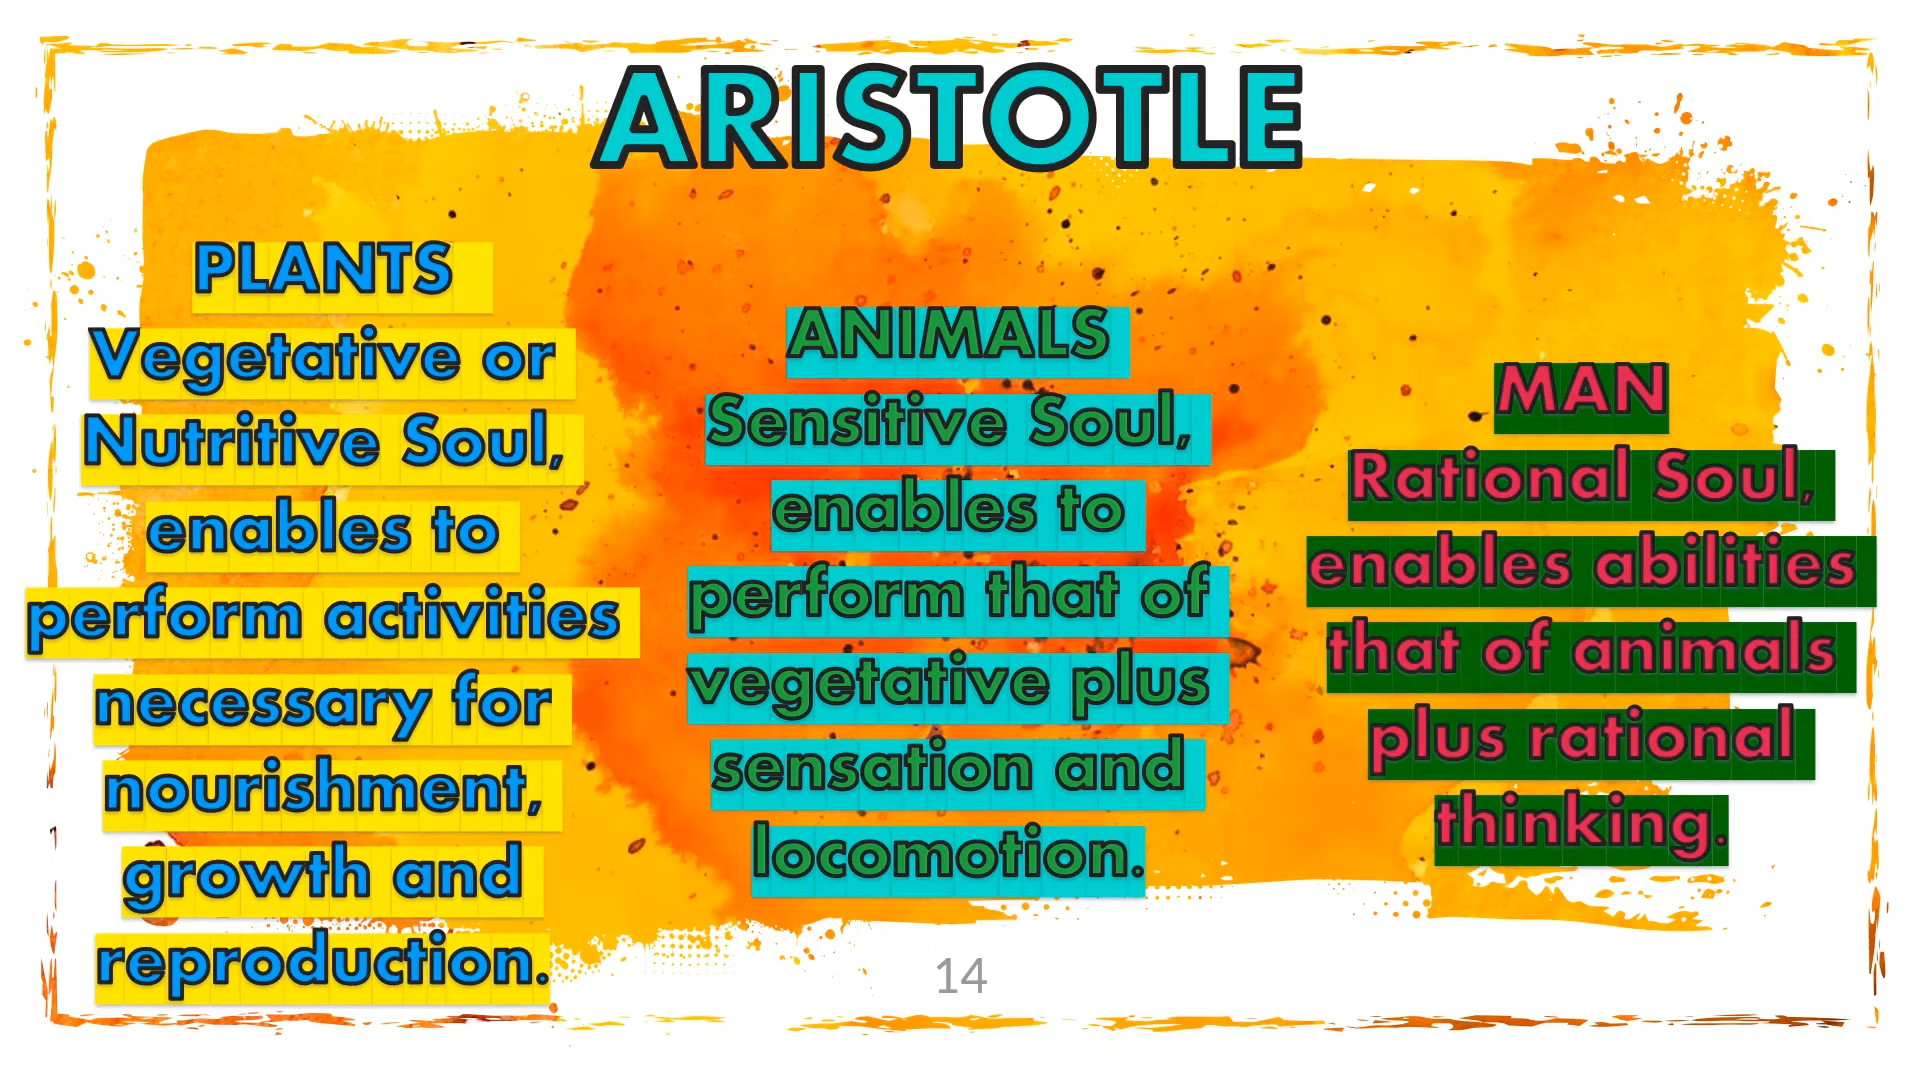 ARISTOTLE
PLANTS
Vegetative or
Nutritive Soul,
enables to
perform activities
necessary for
nourishment,
growth and
reproduction.
ANIMALS
Sensitive Soul,
enables to
perform that of
vegetative plus
sensation and
locomotion.
MAN
Rational Soul,
enables abilities
that of animals
plus rational
thinking.
14